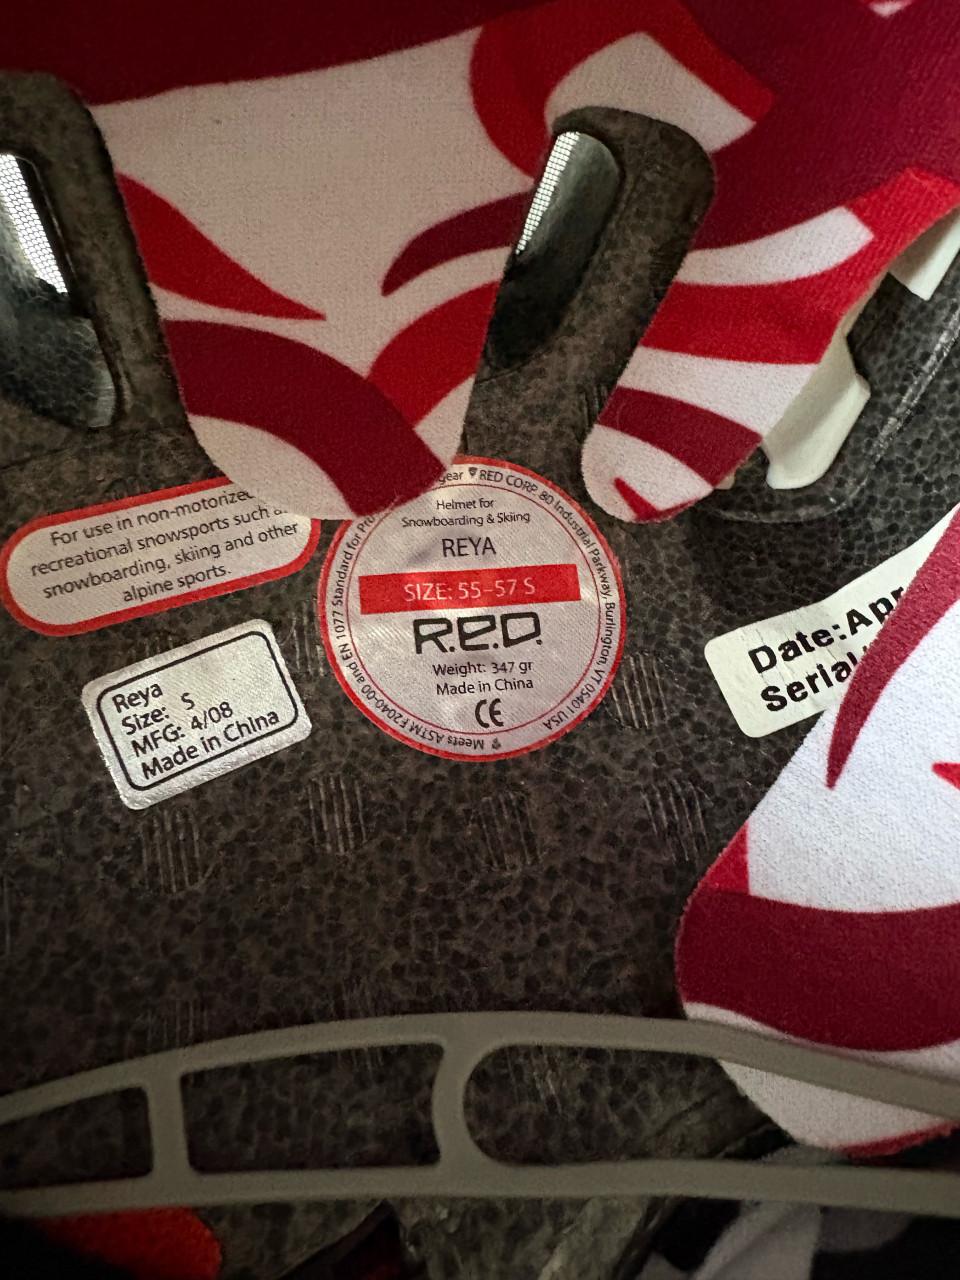 For use in non-motorized
recreational snowsports such
snowboarding, skiing and other
alpine sports.
Reya
Size: S
MFG: 4/08
Made in China
gear RED CORP. 80 Industrial Parkway, Burlington, VT 05401 USA
Meets ASTM F2040-00 and EN 1077 Standard for
Helmet for
Snowboarding & Skiing
REYA
SIZE: 55-57 S
R.E.D.
Weight: 347 gr
Made in China
CE
Date:Apr
Serial